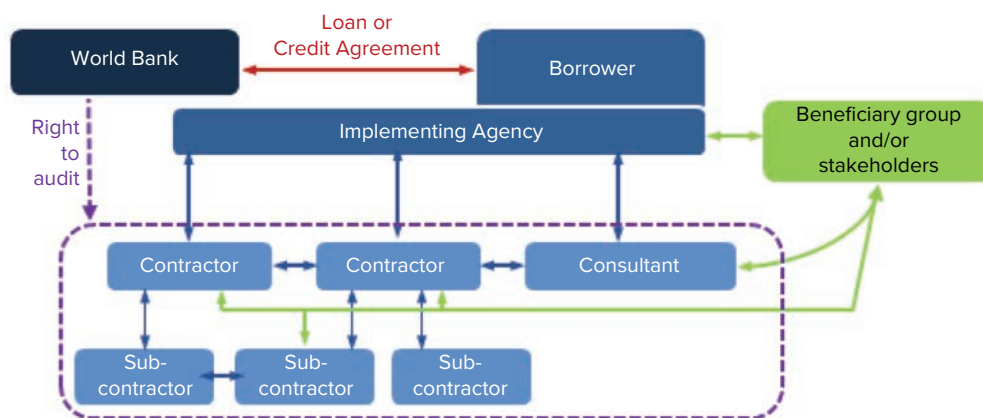 Loan or
Credit Agreement
World Bank
Borrower
Right
to
audit
Implementing Agency
Beneficiary group
and/or
stakeholders
Contractor
Contractor
Consultant
Sub-
contractor
Sub-
contractor
Sub-
contractor